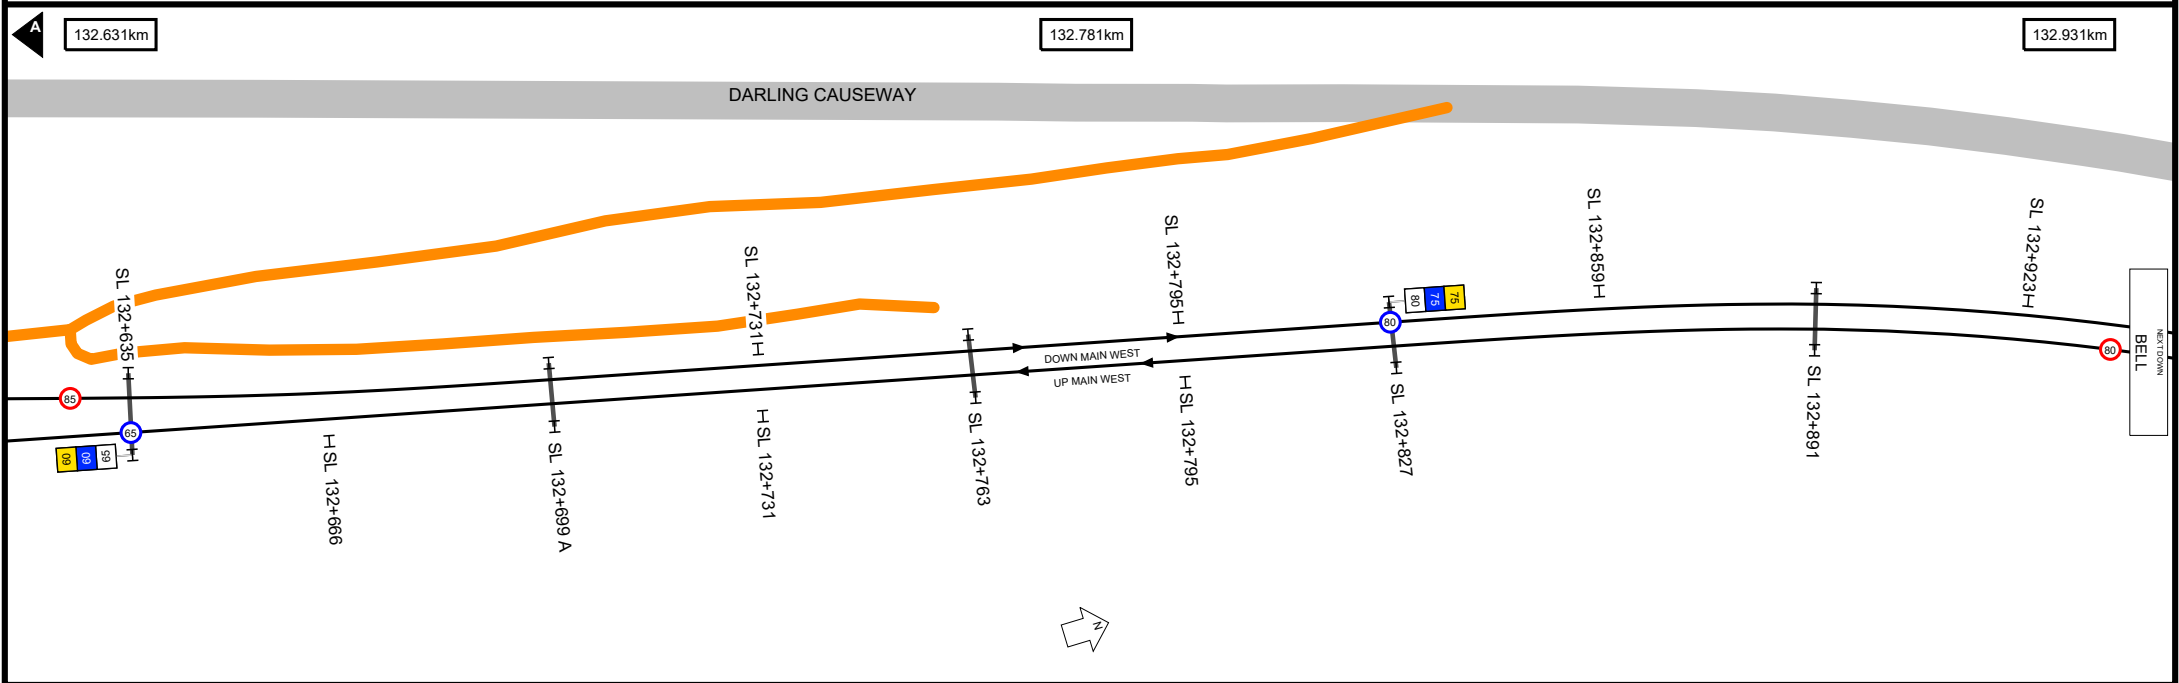 A
132.631km
132.781km
132.931km
DARLING CAUSEWAY
SL 132+635
SL 132+731
SL 132+795
SL 132+859
SL 132+923
80
75
75
80
DOWN MAIN WEST
UP MAIN WEST
85
65
60
60
65
80
NEXT DOWN
BELL
SL 132+666
SL 132+699 A
SL 132+731
SL 132+763
SL 132+795
SL 132+827
SL 132+891
N